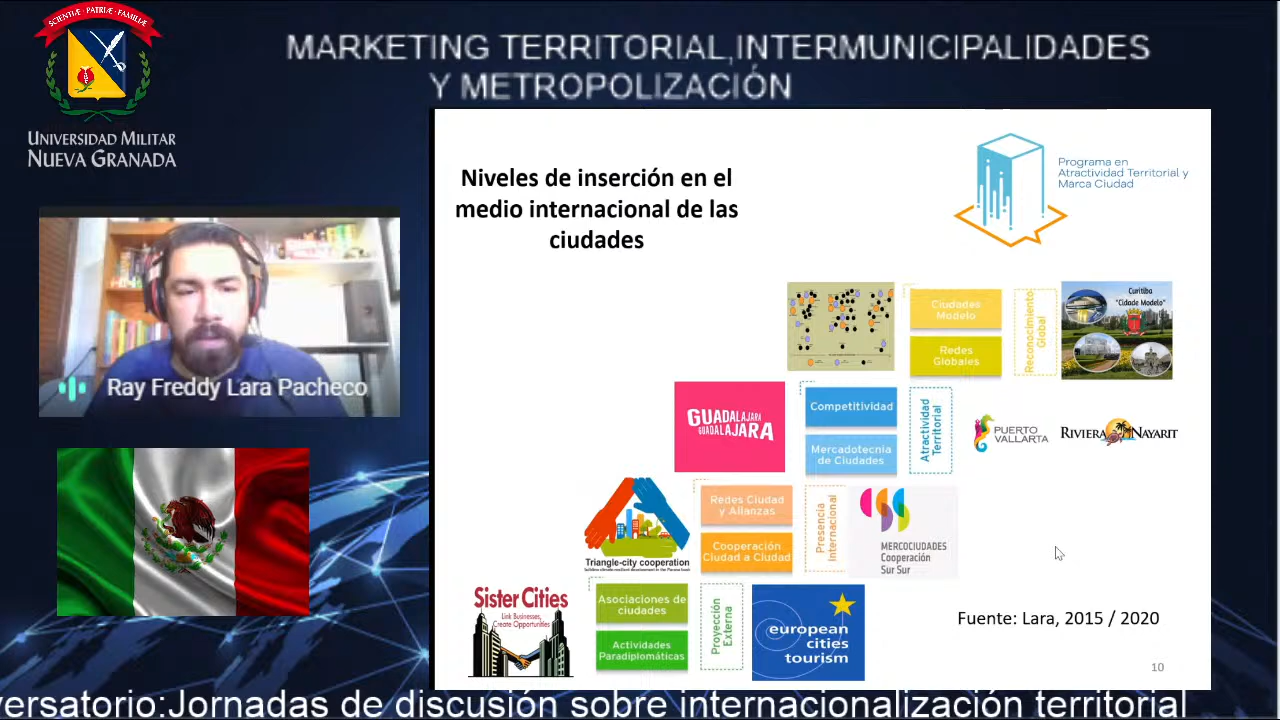 SCIENTIÆ · PATRIÆ · FAMILIÆ
UNIVERSIDAD MILITAR
NUEVA GRANADA
MARKETING TERRITORIAL,INTERMUNICIPALIDADES
Y METROPOLIZACIÓN
Ray Freddy Lara Pacheco
Niveles de inserción en el
medio internacional de las
ciudades
Programa en
Atractividad Territorial y
Marca Ciudad
Ciudades
Modelo
Redes
Globales
Reconocimiento
Global
Curitiba
"Cidade Modelo"
GUADALAJARA
GUADALAJARA
Competitividad
Mercadotecnia
de Ciudades
Atractividad
Territorial
PUERTO
VALLARTA
RIVIERA NAYARIT
Triangle-city cooperation
Redes Ciudad
y Alianzas
Cooperación
Ciudad a Ciudad
Presencia
Internacional
MERCOCIUDADES
Cooperación
Sur Sur
Sister Cities
Link Businesses,
Create Opportunities
Asociaciones de
ciudades
Actividades
Paradiplomáticas
Proyección
Externa
european
cities
tourism
Fuente: Lara, 2015 / 2020
10
versatorio:Jornadas de discusión sobre internacionalización territorial